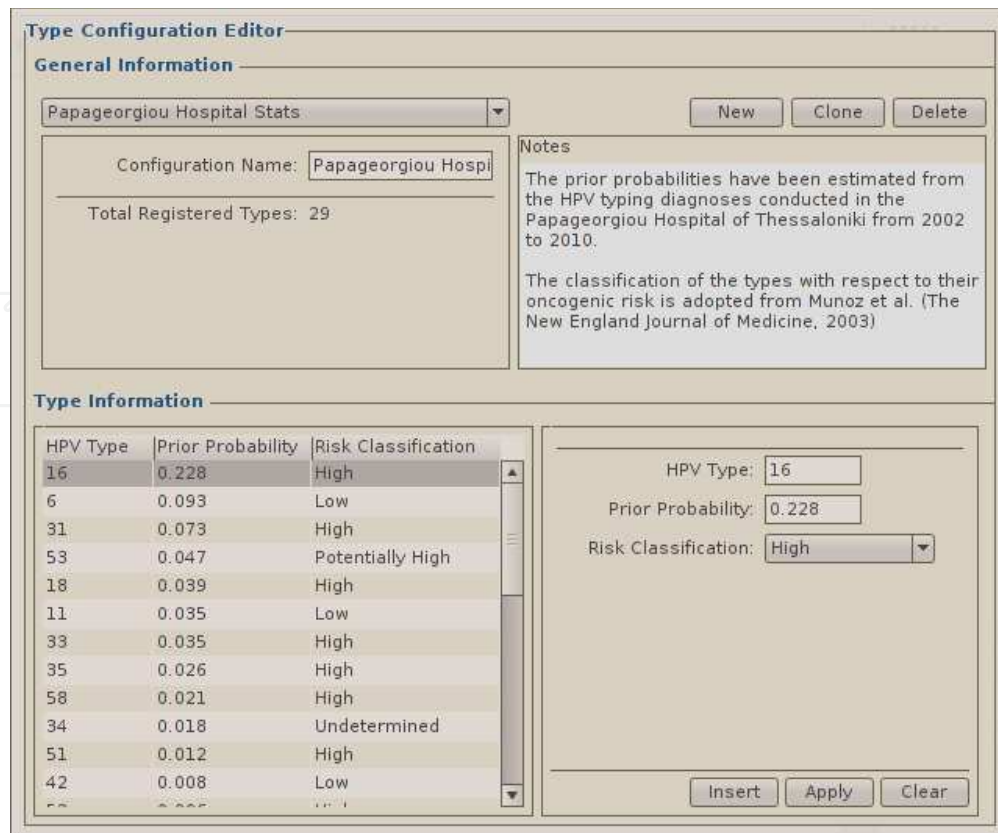 Type Configuration Editor
General Information
Papageorgiou Hospital Stats
New Clone Delete
Configuration Name: Papageorgiou Hospi
Total Registered Types: 29
Notes
The prior probabilities have been estimated from
the HPV typing diagnoses conducted in the
Papageorgiou Hospital of Thessaloniki from 2002
to 2010.
The classification of the types with respect to their
oncogenic risk is adopted from Munoz et al. (The
New England Journal of Medicine, 2003)
Type Information
HPV Type Prior Probability Risk Classification
16 0.228 High
6 0.093 Low
31 0.073 High
53 0.047 Potentially High
18 0.039 High
11 0.035 Low
33 0.035 High
35 0.026 High
58 0.021 High
34 0.018 Undetermined
51 0.012 High
42 0.008 Low
HPV Type: 16
Prior Probability: 0.228
Risk Classification: High
Insert Apply Clear